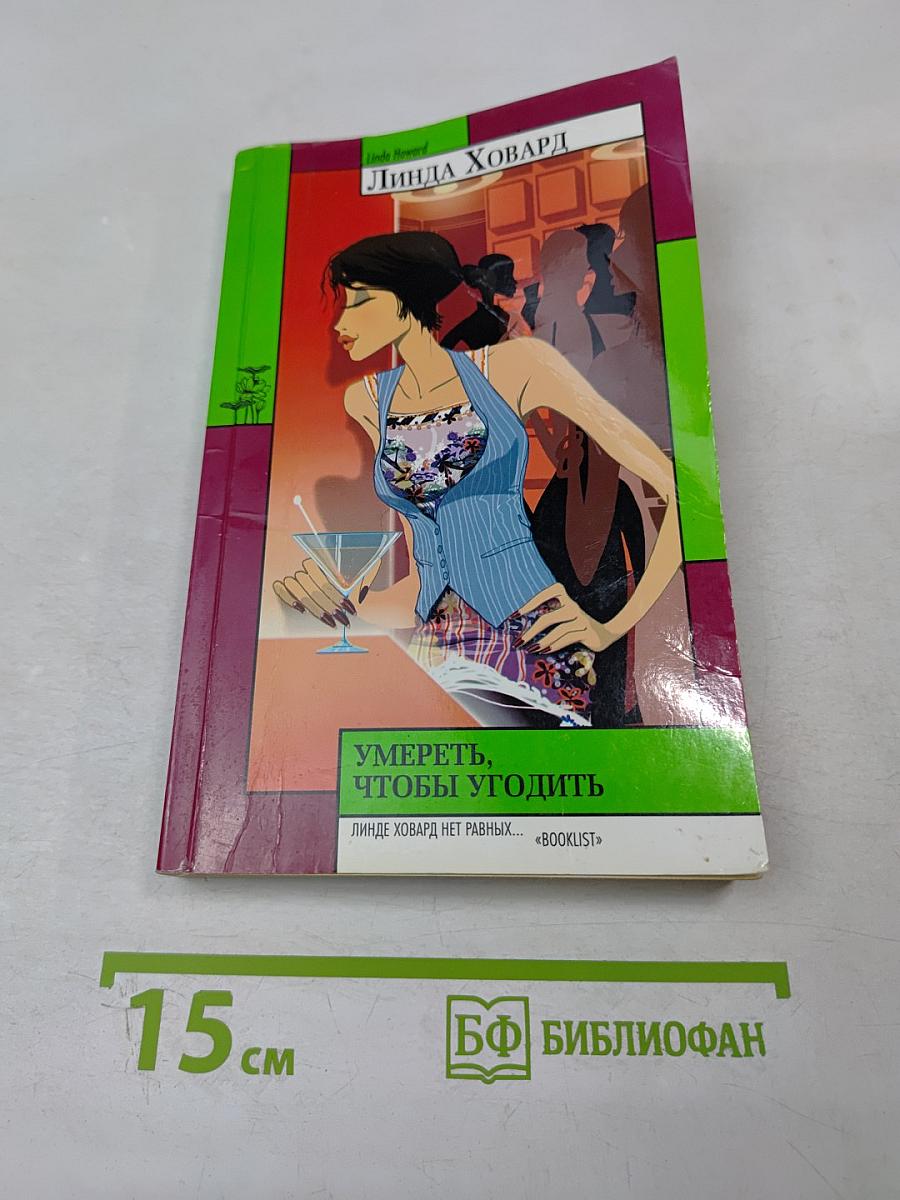 Linda Howard
ЛИНДА ХОВАРД
УМЕРЕТЬ,
ЧТОБЫ УГОДИТЬ
ЛИНДЕ ХОВАРД НЕТ РАВНЫХ...
«BOOKLIST»
15 см
БФ БИБЛИОФАН